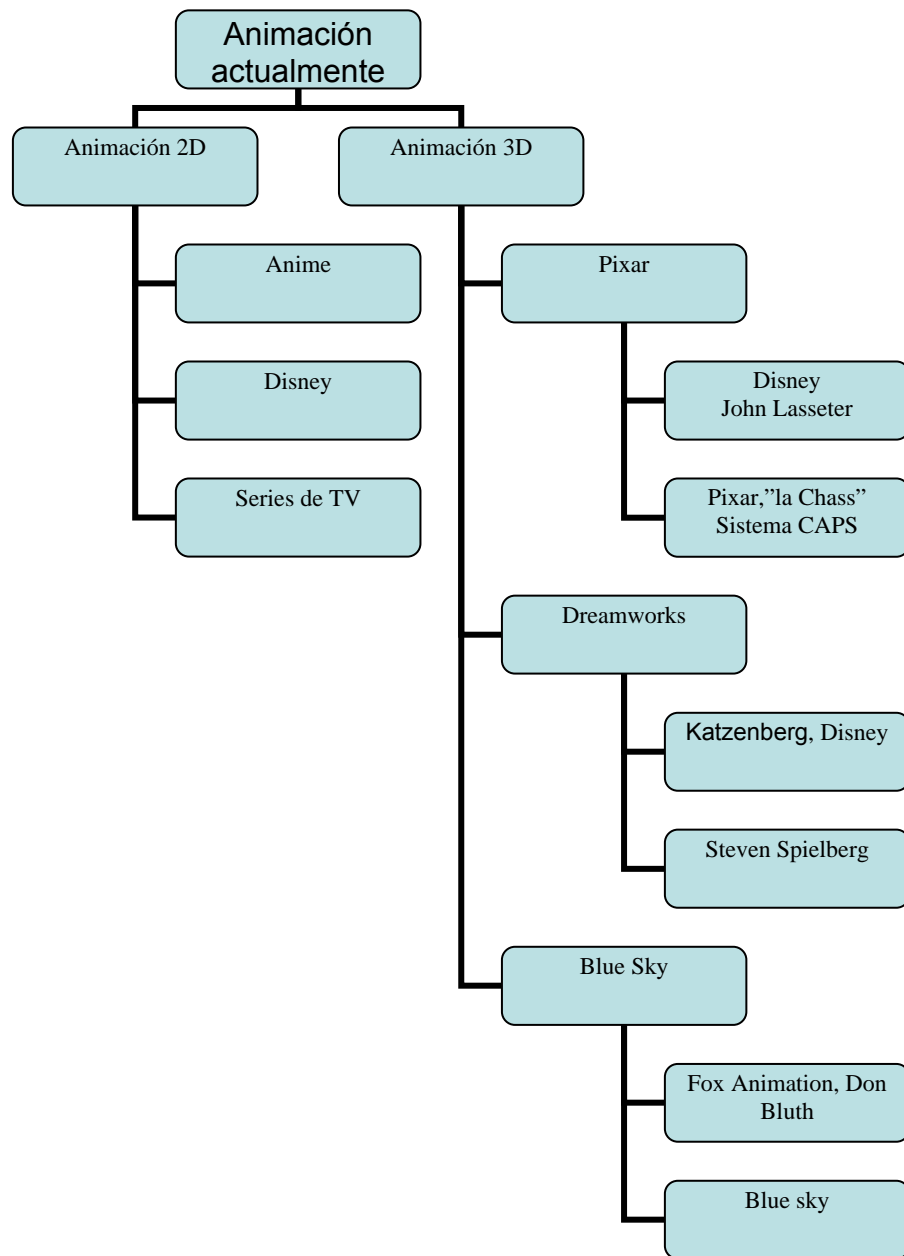 Animación
actualmente
Animación 2D
Animación 3D
Anime
Pixar
Disney
Disney
John Lasseter
Series de TV
Pixar,”la Chass”
Sistema CAPS
Dreamworks
Katzenberg, Disney
Steven Spielberg
Blue Sky
Fox Animation, Don
Bluth
Blue sky